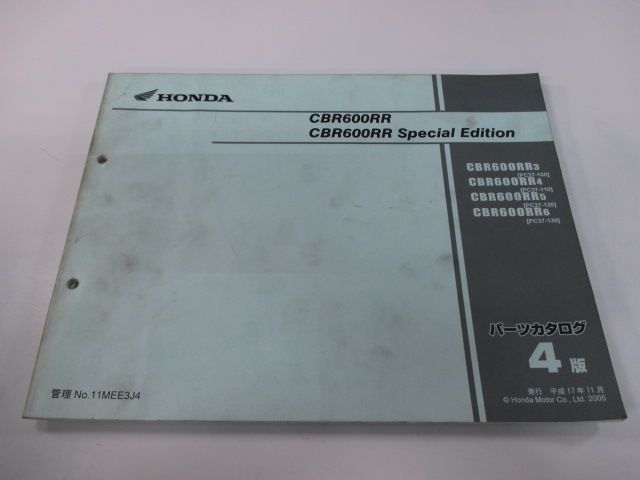 HONDA
CBR600RR
CBR600RR Special Edition
CBR600RR3
[PC37-100]
CBR600RR4
[PC37-110]
CBR600RR5
[PC37-120]
CBR600RR6
[PC37-130]
パーツカタログ
4版
発行 平成17年11月
© Honda Motor Co., Ltd. 2005
管理 No.11MEE3J4